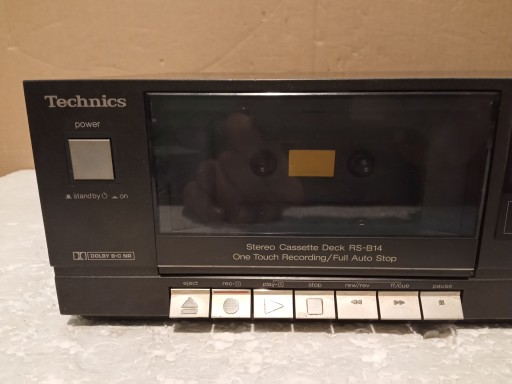 Technics
power
standby on
DOLBY B-C NR
Stereo Cassette Deck RS-B14
One Touch Recording/Full Auto Stop
eject rec play stop rew/rev ff/cue pause